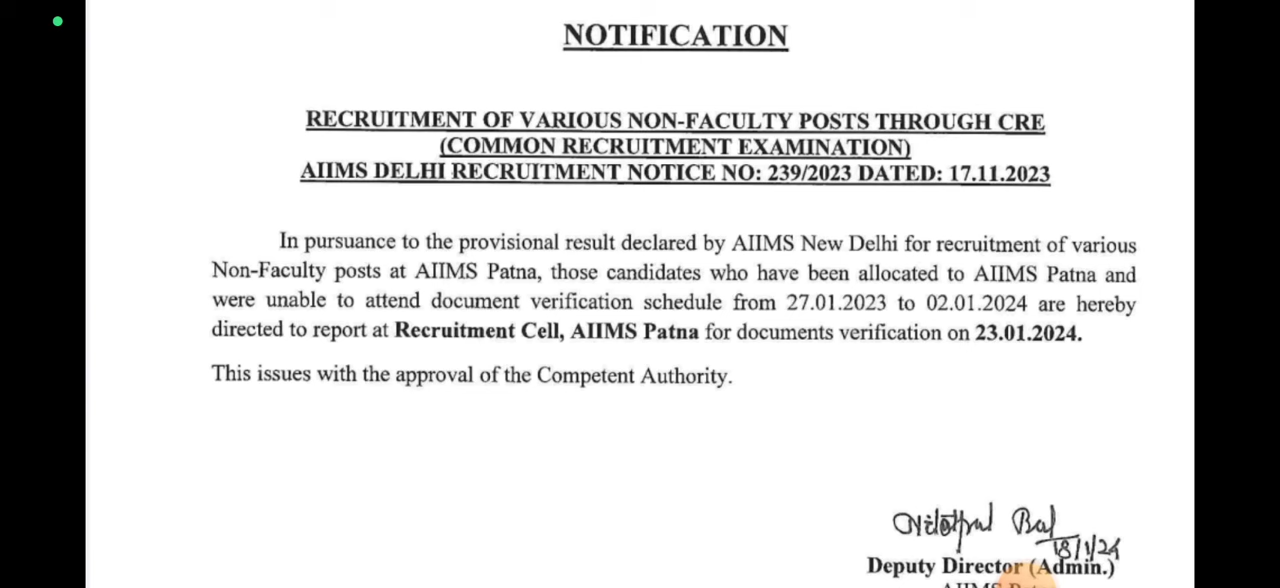 NOTIFICATION
RECRUITMENT OF VARIOUS NON-FACULTY POSTS THROUGH CRE
(COMMON RECRUITMENT EXAMINATION)
AIIMS DELHI RECRUITMENT NOTICE NO: 239/2023 DATED: 17.11.2023
In pursuance to the provisional result declared by AIIMS New Delhi for recruitment of various
Non-Faculty posts at AIIMS Patna, those candidates who have been allocated to AIIMS Patna and
were unable to attend document verification schedule from 27.01.2023 to 02.01.2024 are hereby
directed to report at Recruitment Cell, AIIMS Patna for documents verification on 23.01.2024.
This issues with the approval of the Competent Authority.
18/1/24
Deputy Director (Admin.)